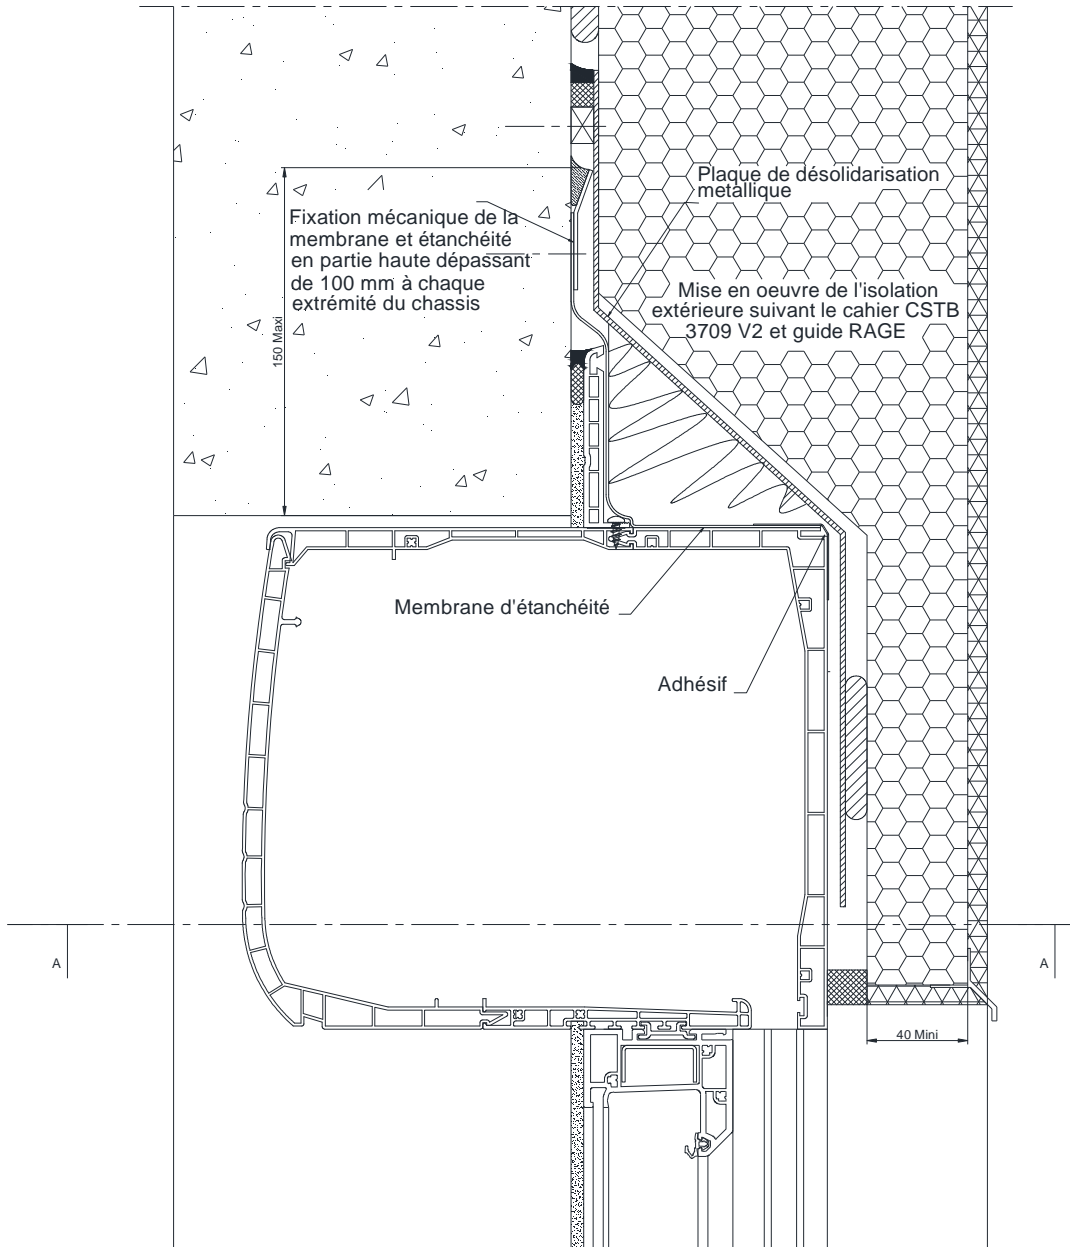 Plaque de désolidarisation
metallique
Fixation mécanique de la
membrane et étanchéité
en partie haute dépassant
de 100 mm à chaque
extrémité du chassis
150 Maxi
Mise en oeuvre de l'isolation
extérieure suivant le cahier CSTB
3709 V2 et guide RAGE
Membrane d'étanchéité
Adhésif
A
A
40 Mini